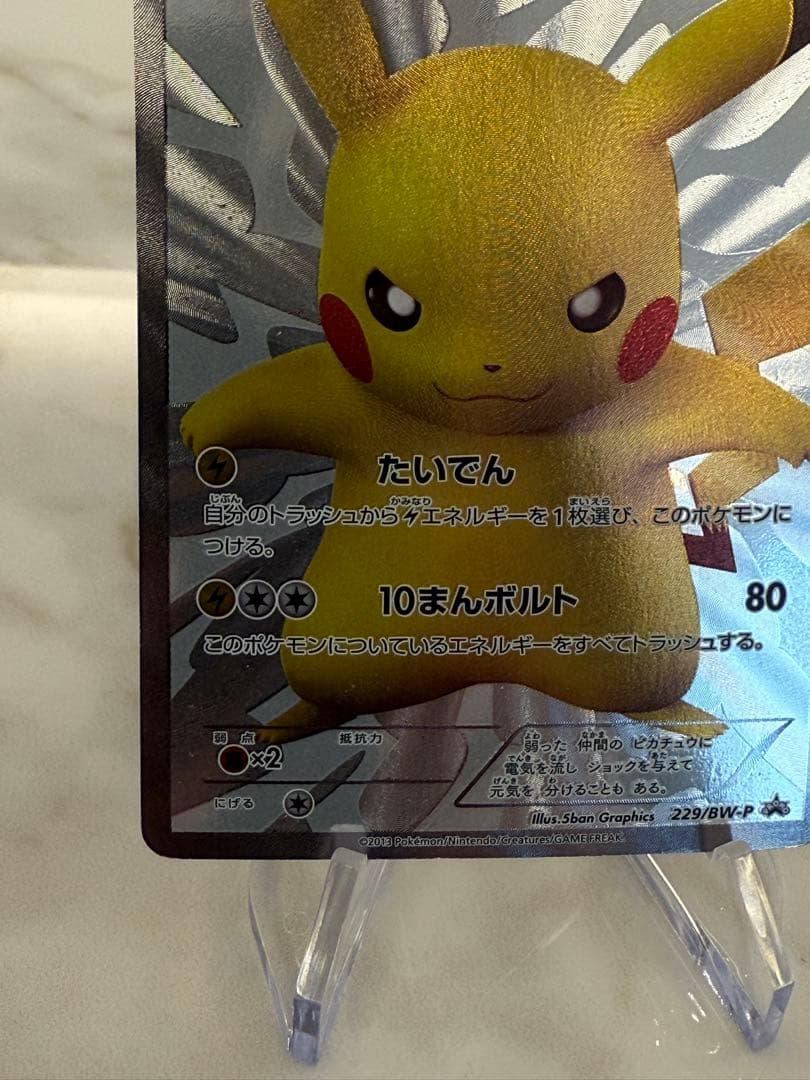 たいでん
自分のトラッシュからエネルギーを1枚選び、このポケモンに
つける。
10まんボルト 80
このポケモンについているエネルギーをすべてトラッシュする。
弱点 抵抗力
×2
にげる
弱った 仲間の ピカチュウに
電気を流し ショックを与えて
元気を 分けることも ある。
Illus.5ban Graphics 229/BW-P
©2013 Pokémon/Nintendo/Creatures/GAME FREAK.